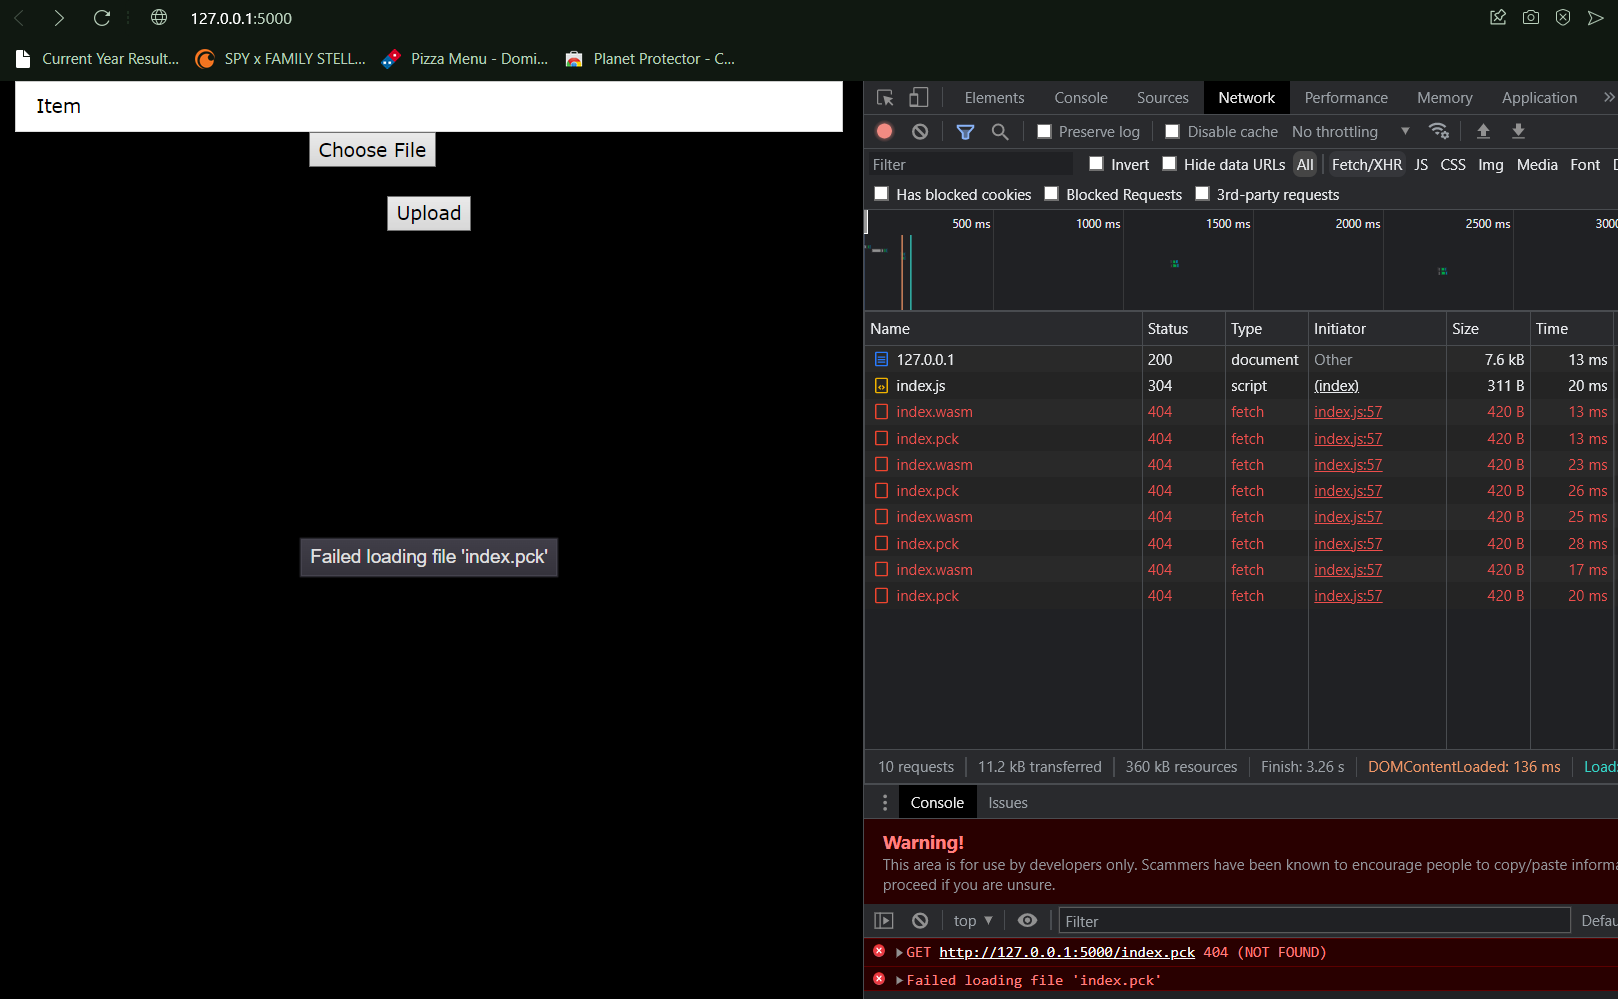 127.0.0.1:5000
Current Year Result... SPY x FAMILY STELL... Pizza Menu - Domi... Planet Protector - C...
Item
Choose File
Upload
Failed loading file 'index.pck'
Elements Console Sources Network Performance Memory Application
Preserve log Disable cache No throttling
Filter Invert Hide data URLs All Fetch/XHR JS CSS Img Media Font
Has blocked cookies Blocked Requests 3rd-party requests
500 ms 1000 ms 1500 ms 2000 ms 2500 ms 3000
Name Status Type Initiator Size Time
127.0.0.1 200 document Other 7.6 kB 13 ms
index.js 304 script (index) 311 B 20 ms
index.wasm 404 fetch index.js:57 420 B 13 ms
index.pck 404 fetch index.js:57 420 B 13 ms
index.wasm 404 fetch index.js:57 420 B 23 ms
index.pck 404 fetch index.js:57 420 B 26 ms
index.wasm 404 fetch index.js:57 420 B 25 ms
index.pck 404 fetch index.js:57 420 B 28 ms
index.wasm 404 fetch index.js:57 420 B 17 ms
index.pck 404 fetch index.js:57 420 B 20 ms
10 requests 11.2 kB transferred 360 kB resources Finish: 3.26 s DOMContentLoaded: 136 ms Load:
Console Issues
Warning!
This area is for use by developers only. Scammers have been known to encourage people to copy/paste informa
proceed if you are unsure.
top Filter Defau
GET http://127.0.0.1:5000/index.pck 404 (NOT FOUND)
Failed loading file 'index.pck'